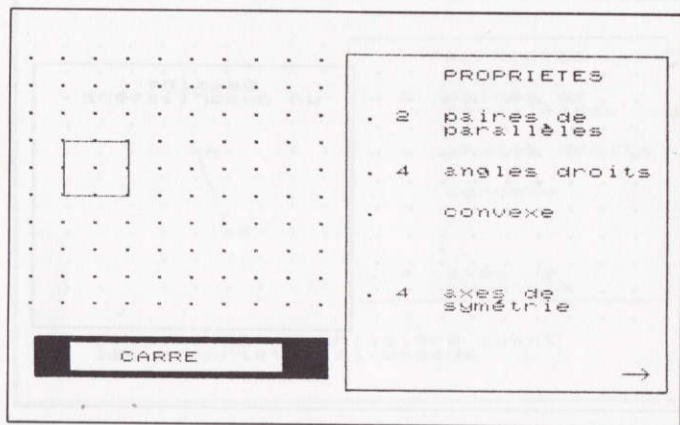 PROPRIETES
. 2 paires de
parallèles
. 4 angles droits
. convexe
. 4 axes de
symétrie
CARRE
→